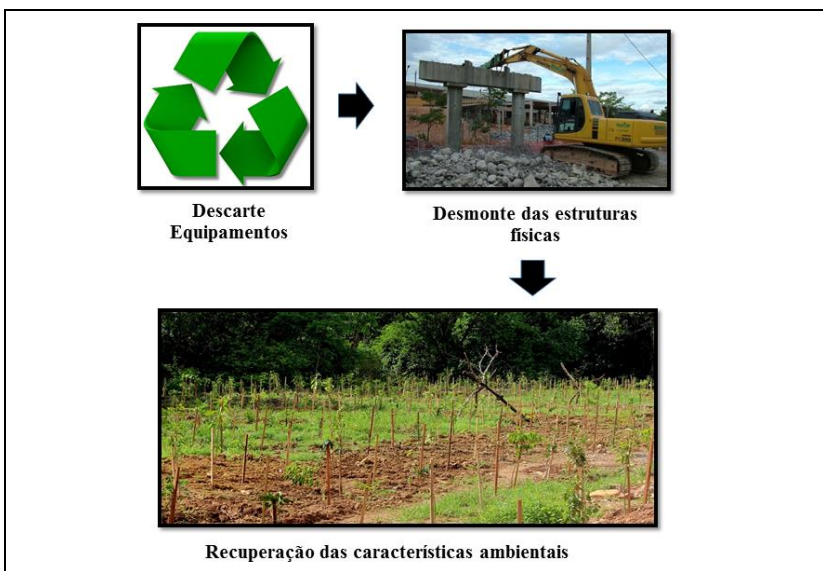 Descarte
Equipamentos
Desmonte das estruturas
físicas
Recuperação das características ambientais